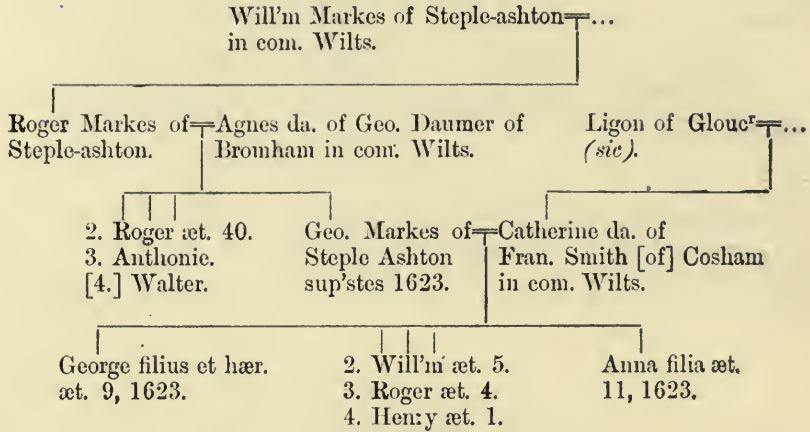 Will'm Markes of Steple-ashton=...
in com. Wilts.
Roger Markes of=Agnes da. of Geo. Daumer of
Steple-ashton. Bromham in com. Wilts.
Ligon of Glouc^r=...
(sic).
2. Roger æt. 40.
3. Anthonie.
[4.] Walter.
Geo. Markes of=Catherine da. of
Steple Ashton Fran. Smith [of] Cosham
sup'stes 1623. in com. Wilts.
George filius et hær.
æt. 9, 1623.
2. Will'm æt. 5.
3. Roger æt. 4.
4. Henry æt. 1.
Anna filia æt.
11, 1623.